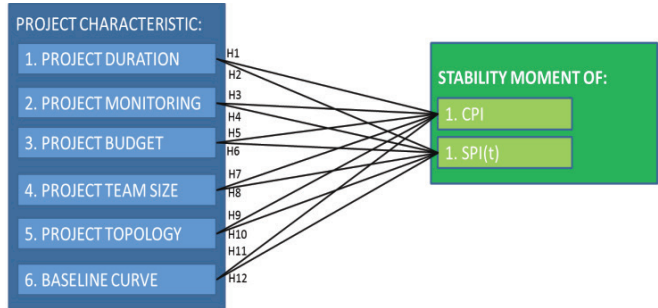 PROJECT CHARACTERISTIC:
1. PROJECT DURATION
2. PROJECT MONITORING
3. PROJECT BUDGET
4. PROJECT TEAM SIZE
5. PROJECT TOPOLOGY
6. BASELINE CURVE
H1
H2
H3
H4
H5
H6
H7
H8
H9
H10
H11
H12
STABILITY MOMENT OF:
1. CPI
1. SPI(t)